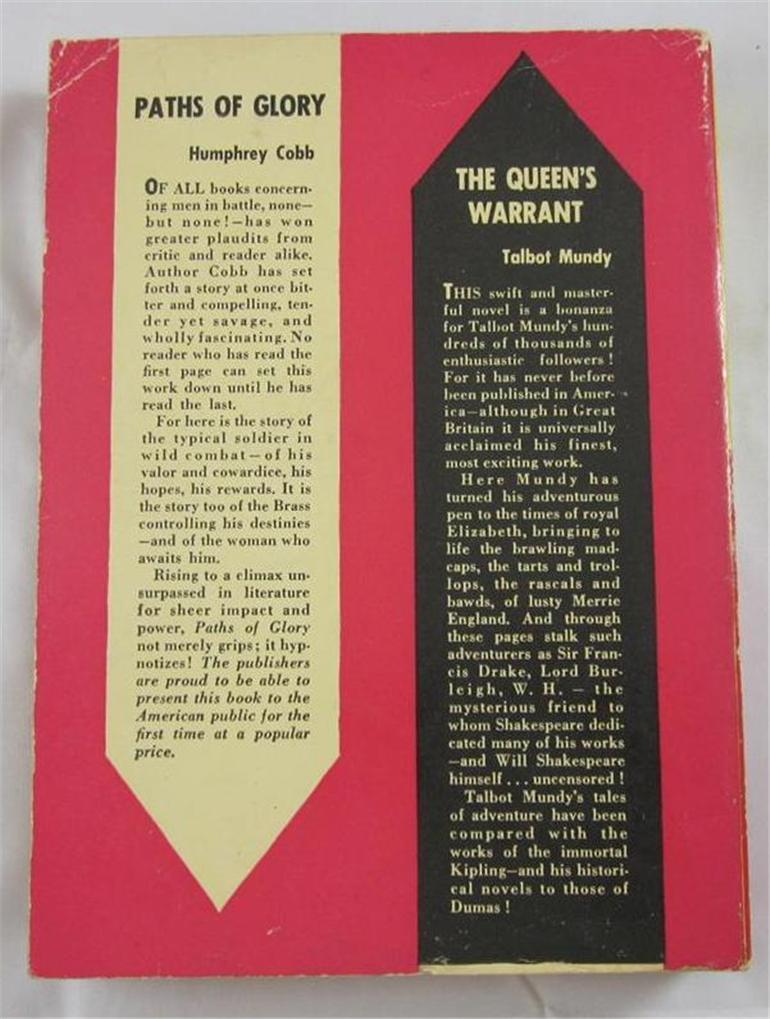 PATHS OF GLORY
Humphrey Cobb
OF ALL books concern-
ing men in battle, none—
but none!—has won
greater plaudits from
critic and reader alike.
Author Cobb has set
forth a story at once bit-
ter and compelling, ten-
der yet savage, and
wholly fascinating. No
reader who has read the
first page can set this
work down until he has
read the last.
For here is the story of
the typical soldier in
wild combat—of his
valor and cowardice, his
hopes, his rewards. It is
the story too of the Brass
controlling his destinies
—and of the woman who
awaits him.
Rising to a climax un-
surpassed in literature
for sheer impact and
power, Paths of Glory
not merely grips; it hyp-
notizes! The publishers
are proud to be able to
present this book to the
American public for the
first time at a popular
price.
THE QUEEN'S
WARRANT
Talbot Mundy
THIS swift and master-
ful novel is a bonanza
for Talbot Mundy's hun-
dreds of thousands of
enthusiastic followers!
For it has never before
been published in Amer-
ica—although in Great
Britain it is universally
acclaimed his finest,
most exciting work.
Here Mundy has
turned his adventurous
pen to the times of royal
Elizabeth, bringing to
life the brawling mad-
caps, the tarts and trol-
lops, the rascals and
bawds, of lusty Merrie
England. And through
these pages stalk such
adventurers as Sir Fran-
cis Drake, Lord Bur-
leigh, W. H. — the
mysterious friend to
whom Shakespeare dedi-
cated many of his works
—and Will Shakespeare
himself . . . uncensored!
Talbot Mundy's tales
of adventure have been
compared with the
works of the immortal
Kipling—and his histori-
cal novels to those of
Dumas!